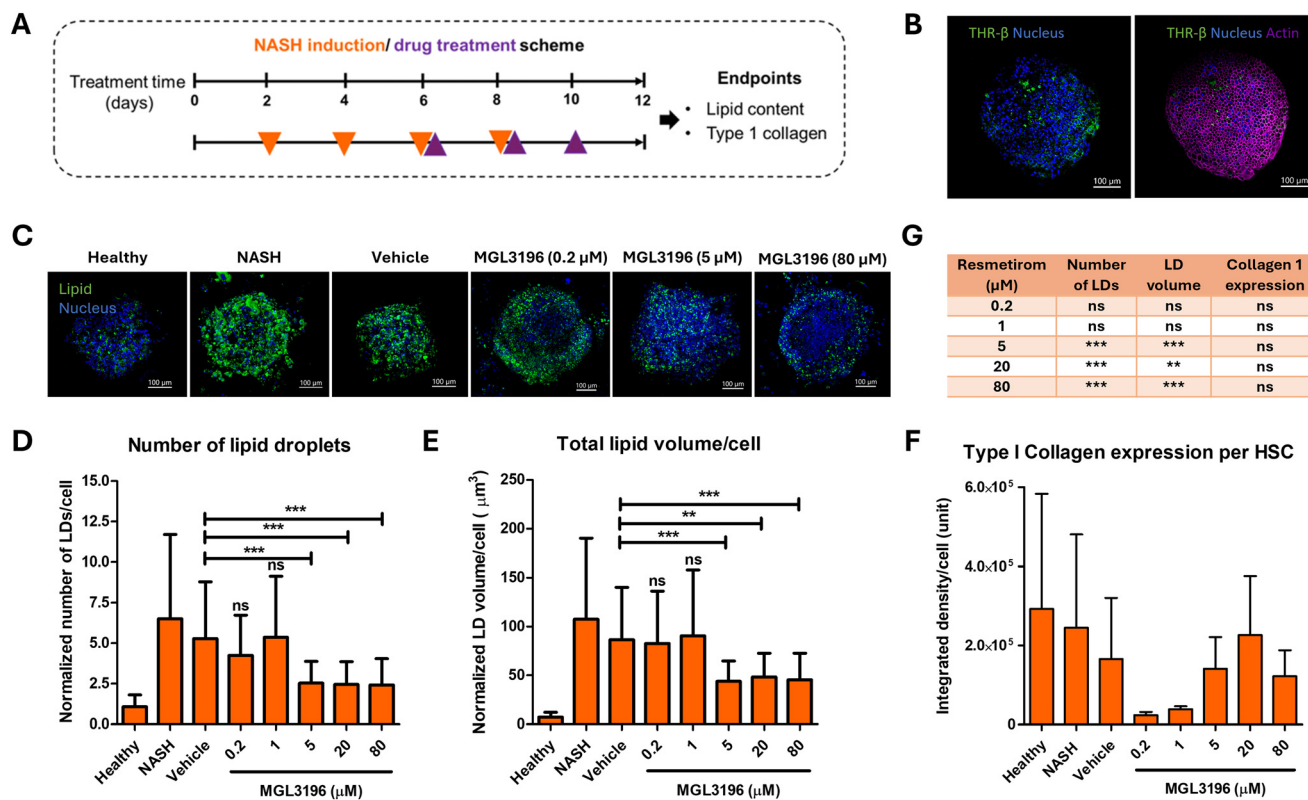 A
NASH induction/ drug treatment scheme
Treatment time
(days)
0 2 4 6 8 10 12
Endpoints
• Lipid content
• Type 1 collagen
B
THR-β Nucleus
100 µm
THR-β Nucleus Actin
100 µm
C
Healthy
NASH
Vehicle
MGL3196 (0.2 µM)
MGL3196 (5 µM)
MGL3196 (80 µM)
Lipid
Nucleus
100 µm
100 µm
100 µm
100 µm
100 µm
100 µm
G
Resmetirom Number LD Collagen 1
(µM) of LDs volume expression
0.2 ns ns ns
1 ns ns ns
5 *** *** ns
20 *** ** ns
80 *** *** ns
D
Number of lipid droplets
Normalized number of LDs/cell
15.0
12.5
10.0
7.5
5.0
2.5
0.0
***
***
***
ns
ns
Healthy NASH Vehicle 0.2 1 5 20 80
MGL3196 (µM)
E
Total lipid volume/cell
Normalized LD volume/cell ( µm³)
250
200
150
100
50
0
***
**
***
ns ns
Healthy NASH Vehicle 0.2 1 5 20 80
MGL3196 (µM)
F
Type I Collagen expression per HSC
Integrated density/cell (unit)
6.0×10⁵
4.0×10⁵
2.0×10⁵
0
Healthy NASH Vehicle 0.2 1 5 20 80
MGL3196 (µM)